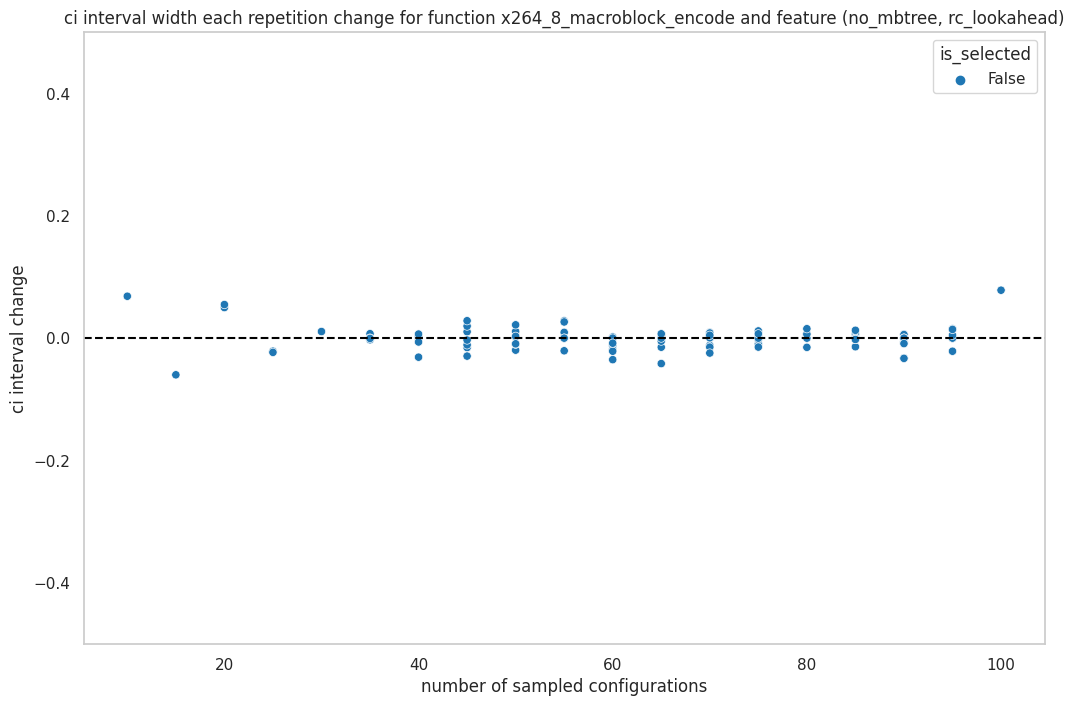 ci interval width each repetition change for function x264_8_macroblock_encode and feature (no_mbtree, rc_lookahead)
is_selected
False
0.4
0.2
0.0
−0.2
−0.4
ci interval change
20
40
60
80
100
number of sampled configurations